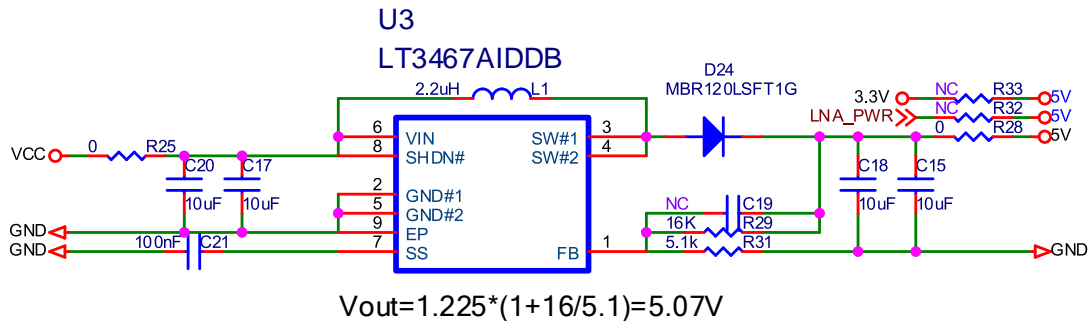 U3
LT3467AIDDB
D24
MBR120LSFT1G
2.2uH L1
3.3V NC R33 5V
LNA_PWR NC R32 5V
0 R28 5V
6 VIN SW#1 3
8 SHDN# SW#2 4
VCC 0 R25
C20 C17
10uF 10uF
C18 C15
10uF 10uF
2 GND#1
5 GND#2
9 EP
7 SS FB 1
NC C19
16K R29
5.1k R31
GND
GND 100nF C21
GND
Vout=1.225*(1+16/5.1)=5.07V